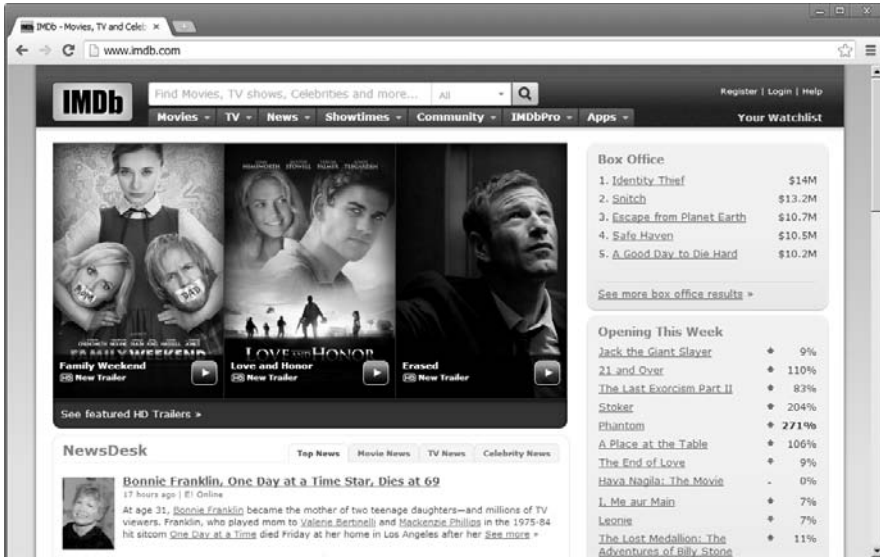 IMDb - Movies, TV and Celeb
www.imdb.com
IMDb
Find Movies, TV shows, Celebrities and more...
All
Register | Login | Help
Movies
TV
News
Showtimes
Community
IMDbPro
Apps
Your Watchlist
MOM
DAD
FAMILY WEEKEND
Family Weekend
HD New Trailer
HEMSWORTH
STOWELL
PALMER
LOVE AND HONOR
Love and Honor
HD New Trailer
Erased
HD New Trailer
See featured HD Trailers »
Box Office
1. Identity Thief $14M
2. Snitch $13.2M
3. Escape from Planet Earth $10.7M
4. Safe Haven $10.5M
5. A Good Day to Die Hard $10.2M
See more box office results »
Opening This Week
Jack the Giant Slayer 9%
21 and Over 110%
The Last Exorcism Part II 83%
Stoker 204%
Phantom 271%
A Place at the Table 106%
The End of Love 9%
Hava Nagila: The Movie - 0%
I, Me aur Main 7%
Leonie 7%
The Lost Medallion: The 11%
Adventures of Billy Stone
NewsDesk
Top News
Movie News
TV News
Celebrity News
Bonnie Franklin, One Day at a Time Star, Dies at 69
17 hours ago | E! Online
At age 31, Bonnie Franklin became the mother of two teenage daughters—and millions of TV
viewers. Franklin, who played mom to Valerie Bertinelli and Mackenzie Phillips in the 1975-84
hit sitcom One Day at a Time died Friday at her home in Los Angeles after her See more »